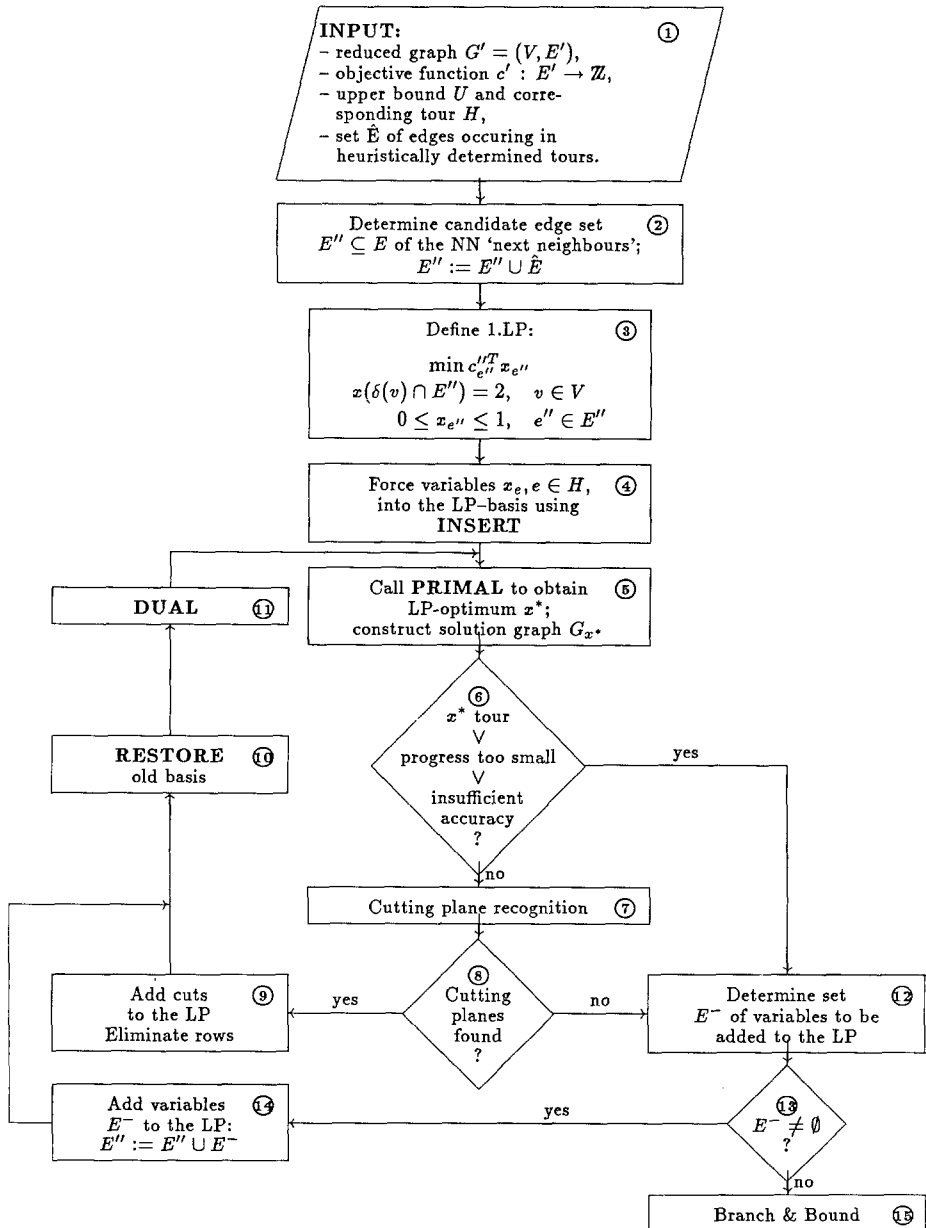 INPUT: ①
– reduced graph G′ = (V, E′),
– objective function c′ : E′ → ℤ,
– upper bound U and corre-
sponding tour H,
– set Ê of edges occuring in
heuristically determined tours.
Determine candidate edge set ②
E″ ⊆ E of the NN ‘next neighbours’;
E″ := E″ ∪ Ê
Define 1.LP: ③
min c″ᵀₑ″ xₑ″
x(δ(v) ∩ E″) = 2, v ∈ V
0 ≤ xₑ″ ≤ 1, e″ ∈ E″
Force variables xₑ, e ∈ H, ④
into the LP–basis using
INSERT
Call PRIMAL to obtain ⑤
LP-optimum x*;
construct solution graph Gₓ*.
DUAL ⑪
⑥
x* tour
∨
progress too small
∨
insufficient
accuracy
?
yes
no
RESTORE ⑩
old basis
Cutting plane recognition ⑦
⑧
Cutting
planes
found
?
yes
no
Add cuts ⑨
to the LP
Eliminate rows
Determine set ⑫
E⁻ of variables to be
added to the LP
⑬
E⁻ ≠ ∅
?
yes
no
Add variables ⑭
E⁻ to the LP:
E″ := E″ ∪ E⁻
Branch & Bound ⑮